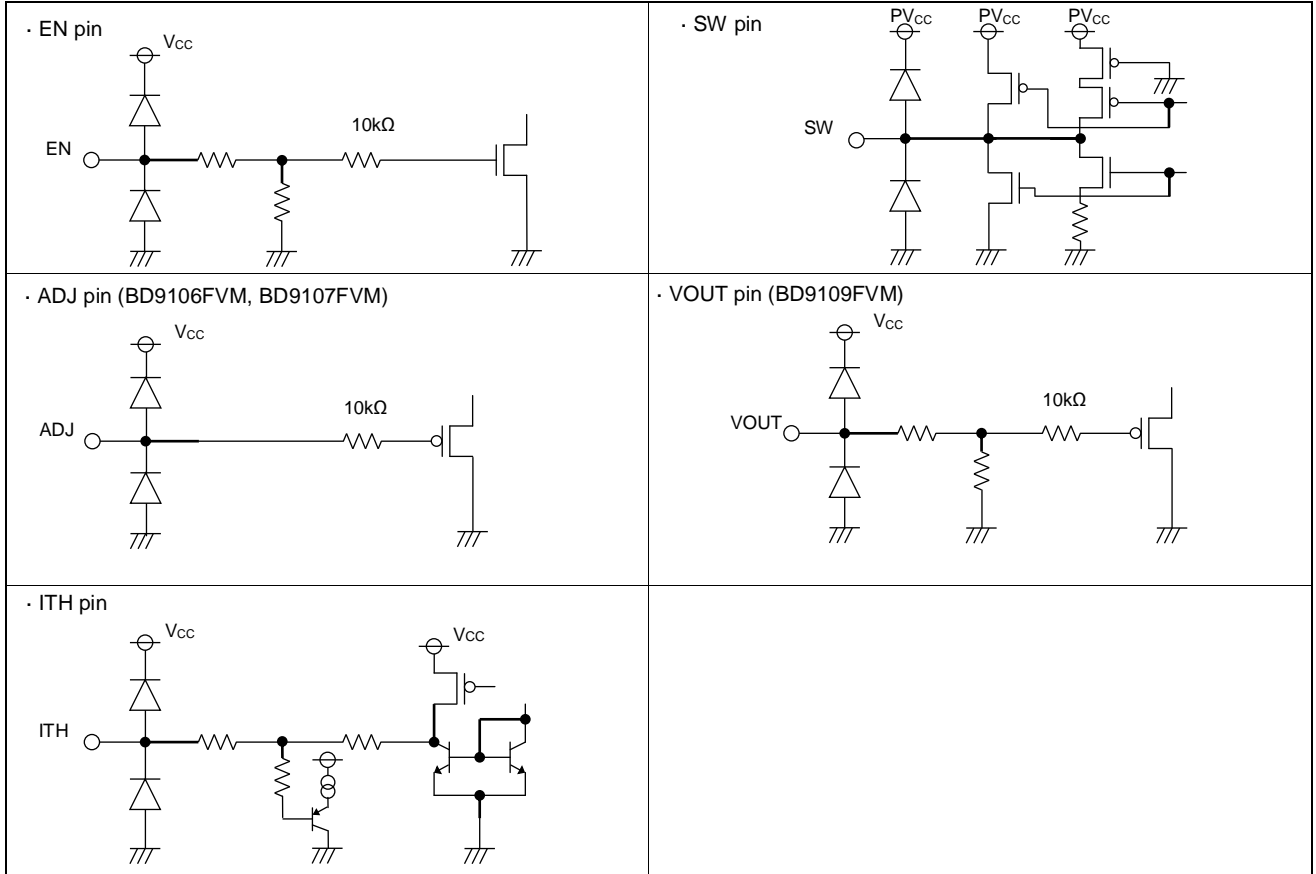 · EN pin
VCC
10kΩ
EN
· SW pin
PVCC PVCC PVCC
SW
· ADJ pin (BD9106FVM, BD9107FVM)
VCC
10kΩ
ADJ
· VOUT pin (BD9109FVM)
VCC
10kΩ
VOUT
· ITH pin
VCC
VCC
ITH